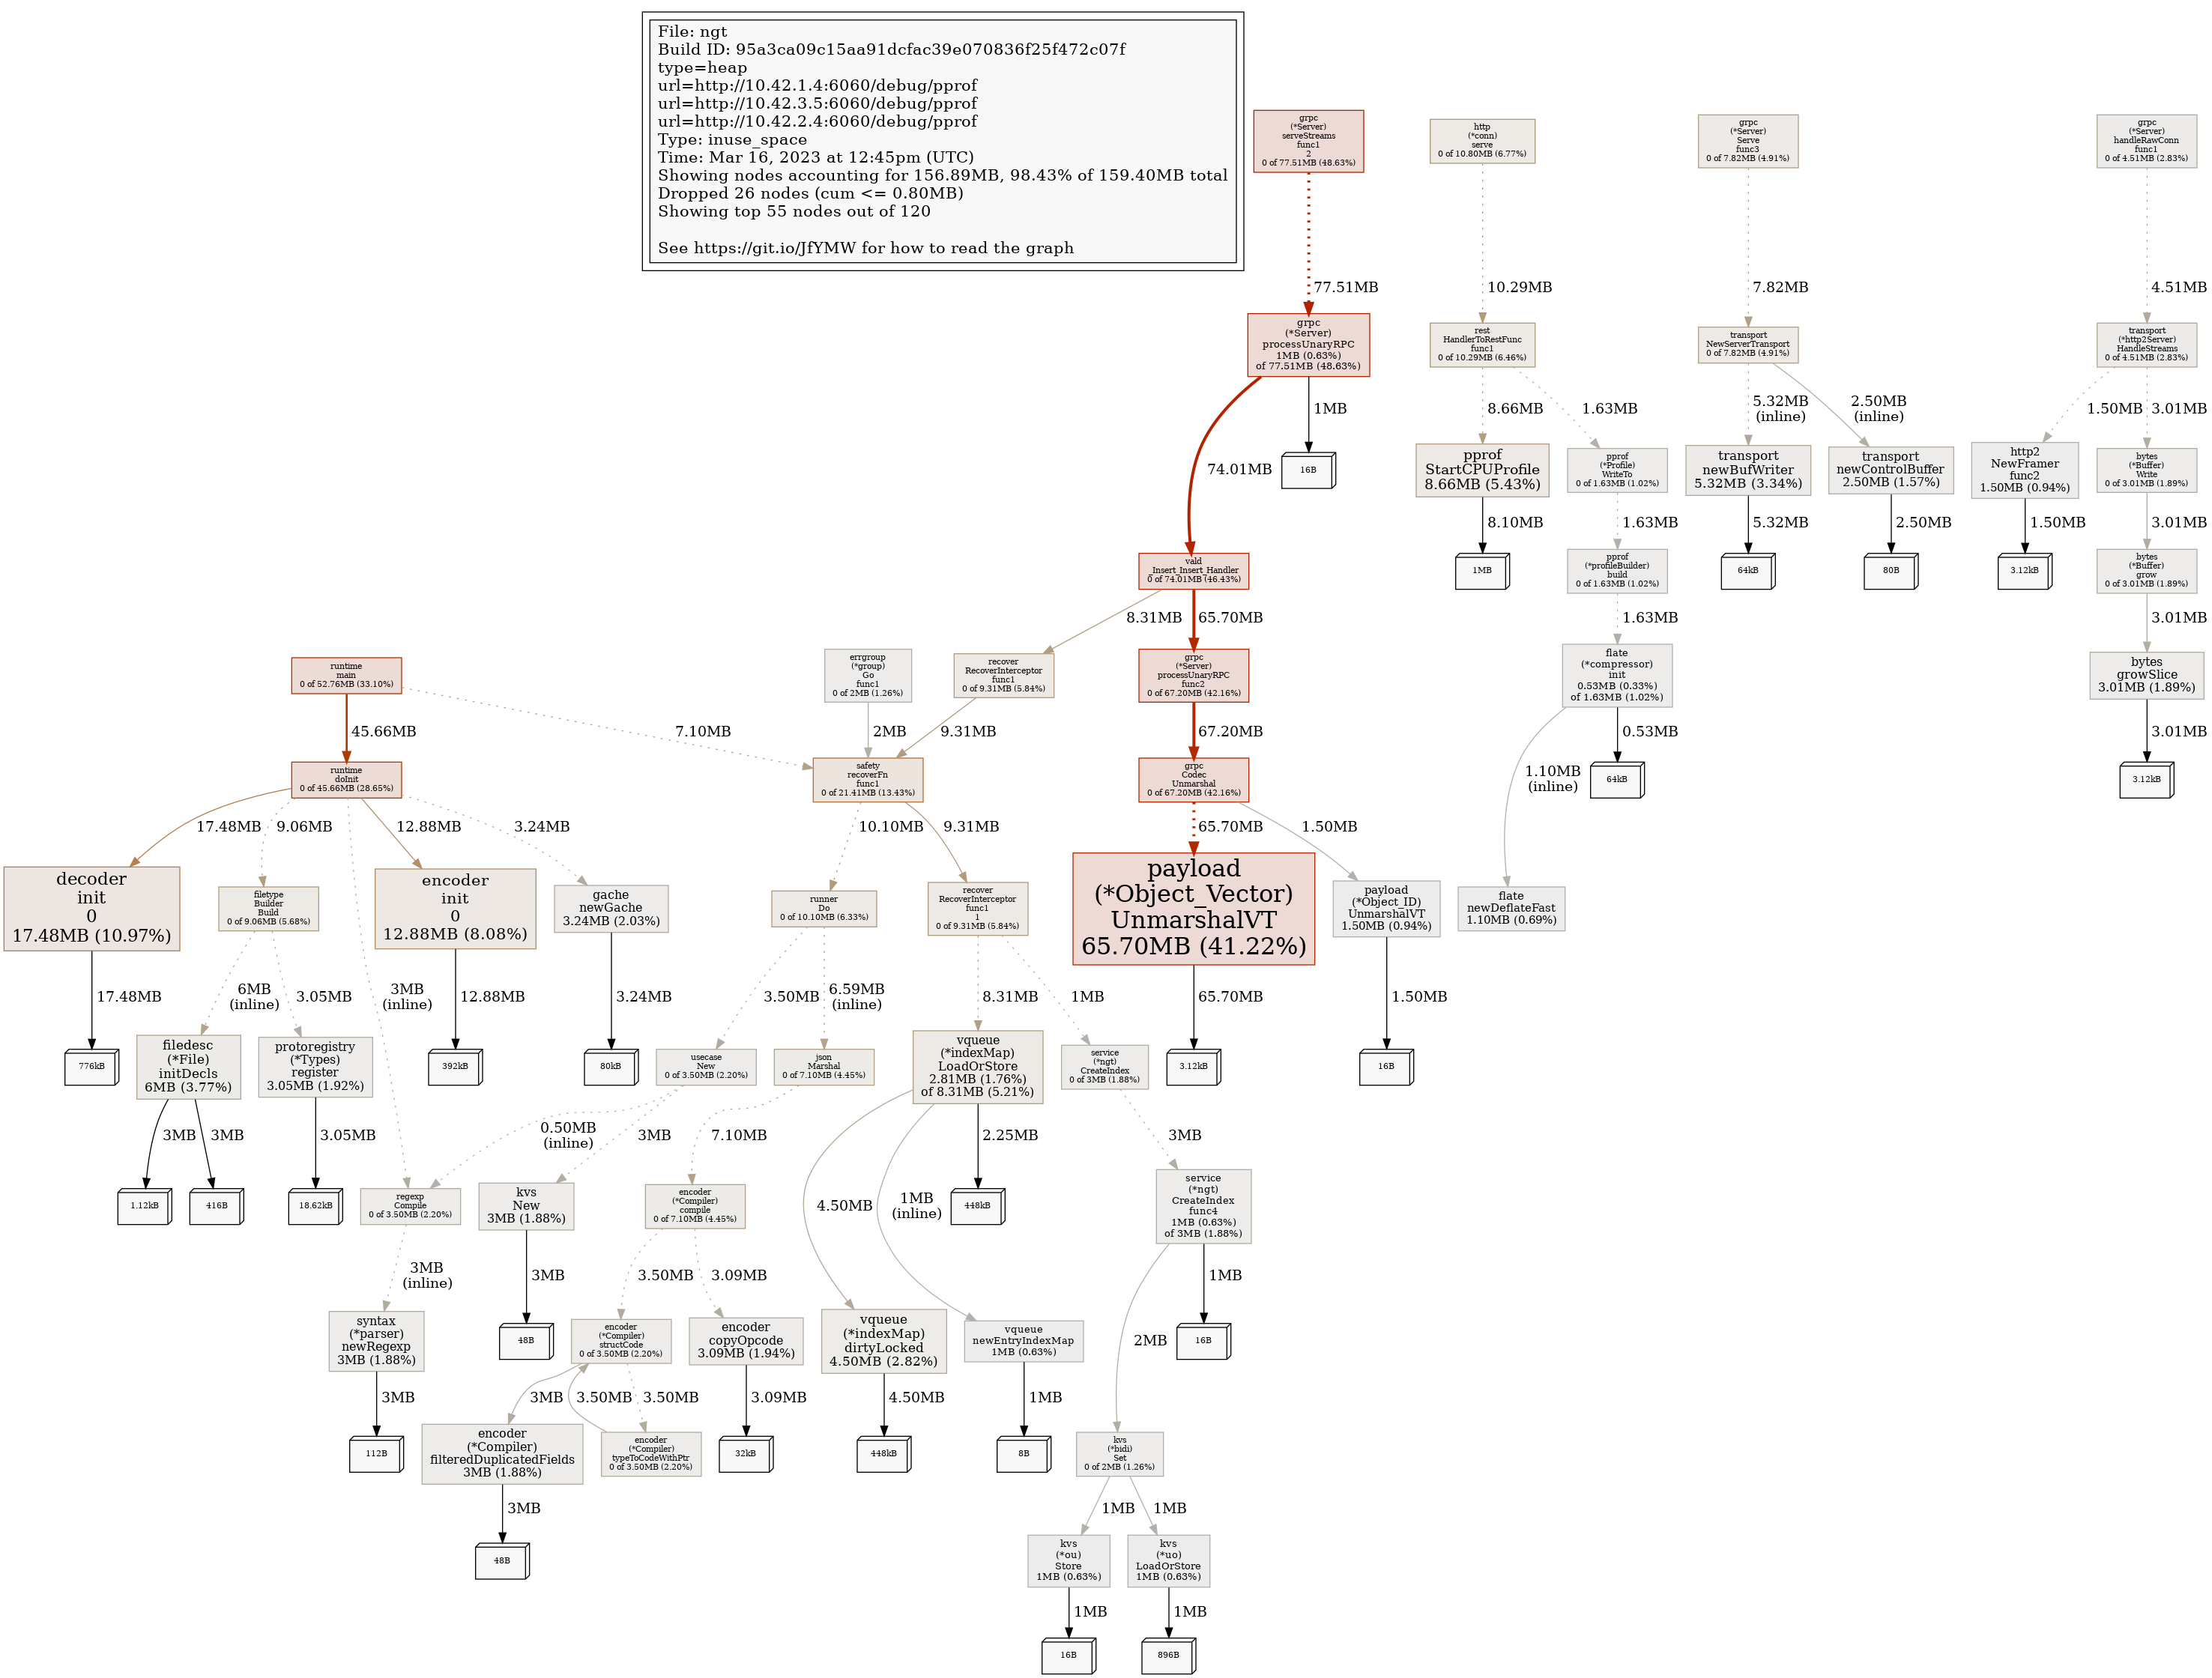 File: ngt
Build ID: 95a3ca09c15aa91dcfac39e070836f25f472c07f
type=heap
url=http://10.42.1.4:6060/debug/pprof
url=http://10.42.3.5:6060/debug/pprof
url=http://10.42.2.4:6060/debug/pprof
Type: inuse_space
Time: Mar 16, 2023 at 12:45pm (UTC)
Showing nodes accounting for 156.89MB, 98.43% of 159.40MB total
Dropped 26 nodes (cum <= 0.80MB)
Showing top 55 nodes out of 120
See https://git.io/JfYMW for how to read the graph
grpc
(*Server)
serveStreams
func1
2
0 of 77.51MB (48.63%)
http
(*conn)
serve
0 of 10.80MB (6.77%)
grpc
(*Server)
Serve
func3
0 of 7.82MB (4.91%)
grpc
(*Server)
handleRawConn
func1
0 of 4.51MB (2.83%)
77.51MB
10.29MB
7.82MB
4.51MB
grpc
(*Server)
processUnaryRPC
1MB (0.63%)
of 77.51MB (48.63%)
rest
HandlerToRestFunc
func1
0 of 10.29MB (6.46%)
transport
NewServerTransport
0 of 7.82MB (4.91%)
transport
(*http2Server)
HandleStreams
0 of 4.51MB (2.83%)
74.01MB
1MB
8.66MB
1.63MB
5.32MB
(inline)
2.50MB
(inline)
1.50MB
3.01MB
16B
pprof
StartCPUProfile
8.66MB (5.43%)
pprof
(*Profile)
WriteTo
0 of 1.63MB (1.02%)
transport
newBufWriter
5.32MB (3.34%)
transport
newControlBuffer
2.50MB (1.57%)
http2
NewFramer
func2
1.50MB (0.94%)
bytes
(*Buffer)
Write
0 of 3.01MB (1.89%)
8.10MB
1.63MB
5.32MB
2.50MB
1.50MB
3.01MB
vald
_Insert_Insert_Handler
0 of 74.01MB (46.43%)
1MB
pprof
(*profileBuilder)
build
0 of 1.63MB (1.02%)
64kB
80B
3.12kB
bytes
(*Buffer)
grow
0 of 3.01MB (1.89%)
8.31MB
65.70MB
1.63MB
3.01MB
runtime
main
0 of 52.76MB (33.10%)
errgroup
(*group)
Go
func1
0 of 2MB (1.26%)
recover
RecoverInterceptor
func1
0 of 9.31MB (5.84%)
grpc
(*Server)
processUnaryRPC
func2
0 of 67.20MB (42.16%)
flate
(*compressor)
init
0.53MB (0.33%)
of 1.63MB (1.02%)
bytes
growSlice
3.01MB (1.89%)
45.66MB
7.10MB
2MB
9.31MB
67.20MB
1.10MB
(inline)
0.53MB
3.01MB
runtime
doInit
0 of 45.66MB (28.65%)
safety
recoverFn
func1
0 of 21.41MB (13.43%)
grpc
Codec
Unmarshal
0 of 67.20MB (42.16%)
64kB
3.12kB
17.48MB
9.06MB
3MB
(inline)
12.88MB
3.24MB
10.10MB
9.31MB
65.70MB
1.50MB
decoder
init
0
17.48MB (10.97%)
filetype
Builder
Build
0 of 9.06MB (5.68%)
encoder
init
0
12.88MB (8.08%)
gache
newGache
3.24MB (2.03%)
runner
Do
0 of 10.10MB (6.33%)
recover
RecoverInterceptor
func1
1
0 of 9.31MB (5.84%)
payload
(*Object_Vector)
UnmarshalVT
65.70MB (41.22%)
payload
(*Object_ID)
UnmarshalVT
1.50MB (0.94%)
flate
newDeflateFast
1.10MB (0.69%)
17.48MB
6MB
(inline)
3.05MB
12.88MB
3.24MB
3.50MB
6.59MB
(inline)
8.31MB
1MB
65.70MB
1.50MB
776kB
filedesc
(*File)
initDecls
6MB (3.77%)
protoregistry
(*Types)
register
3.05MB (1.92%)
392kB
80kB
usecase
New
0 of 3.50MB (2.20%)
json
Marshal
0 of 7.10MB (4.45%)
vqueue
(*indexMap)
LoadOrStore
2.81MB (1.76%)
of 8.31MB (5.21%)
service
(*ngt)
CreateIndex
0 of 3MB (1.88%)
3.12kB
16B
3MB
3MB
3.05MB
0.50MB
(inline)
3MB
7.10MB
4.50MB
1MB
(inline)
2.25MB
3MB
1.12kB
416B
18.62kB
regexp
Compile
0 of 3.50MB (2.20%)
kvs
New
3MB (1.88%)
encoder
(*Compiler)
compile
0 of 7.10MB (4.45%)
448kB
service
(*ngt)
CreateIndex
func4
1MB (0.63%)
of 3MB (1.88%)
3MB
(inline)
3MB
3.50MB
3.09MB
2MB
1MB
syntax
(*parser)
newRegexp
3MB (1.88%)
48B
encoder
(*Compiler)
structCode
0 of 3.50MB (2.20%)
encoder
copyOpcode
3.09MB (1.94%)
vqueue
(*indexMap)
dirtyLocked
4.50MB (2.82%)
vqueue
newEntryIndexMap
1MB (0.63%)
16B
3MB
3MB
3.50MB
3.50MB
3.09MB
4.50MB
1MB
112B
encoder
(*Compiler)
filteredDuplicatedFields
3MB (1.88%)
encoder
(*Compiler)
typeToCodeWithPtr
0 of 3.50MB (2.20%)
32kB
448kB
8B
kvs
(*bidi)
Set
0 of 2MB (1.26%)
3MB
1MB
1MB
48B
kvs
(*ou)
Store
1MB (0.63%)
kvs
(*uo)
LoadOrStore
1MB (0.63%)
1MB
1MB
16B
896B